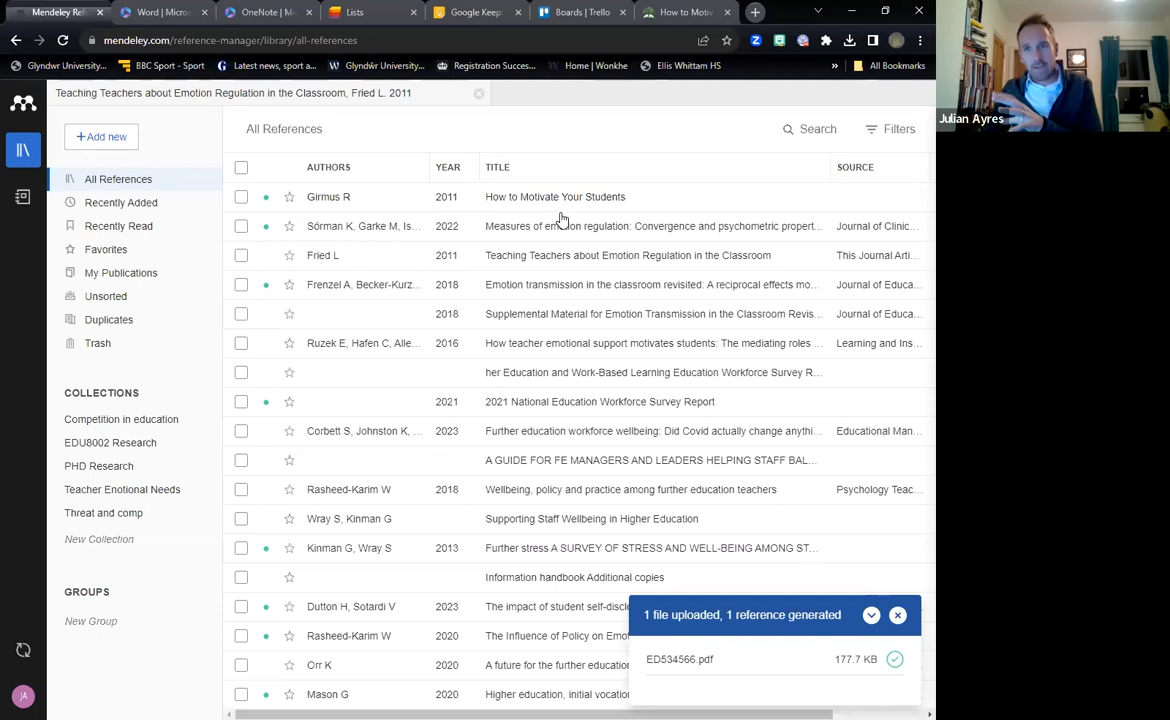 Mendeley Ref
Word | Micros
OneNote | M
Lists
Google Keep
Boards | Trello
How to Motiv
mendeley.com/reference-manager/library/all-references
Glyndwr University...
BBC Sport - Sport
Latest news, sport a...
Glyndŵr University...
Registration Succes...
Home | Wonkhe
Ellis Whittam HS
»
All Bookmarks
Teaching Teachers about Emotion Regulation in the Classroom, Fried L. 2011
Julian Ayres
+Add new
All References
Search
Filters
AUTHORS YEAR TITLE SOURCE
All References
Recently Added
Recently Read
Favorites
My Publications
Unsorted
Duplicates
Trash
COLLECTIONS
Competition in education
EDU8002 Research
PHD Research
Teacher Emotional Needs
Threat and comp
New Collection
GROUPS
New Group
JA
Girmus R 2011 How to Motivate Your Students
Sörman K, Garke M, Is... 2022 Measures of emotion regulation: Convergence and psychometric propert... Journal of Clinic...
Fried L 2011 Teaching Teachers about Emotion Regulation in the Classroom This Journal Arti...
Frenzel A, Becker-Kurz... 2018 Emotion transmission in the classroom revisited: A reciprocal effects mo... Journal of Educa...
2018 Supplemental Material for Emotion Transmission in the Classroom Revis... Journal of Educa...
Ruzek E, Hafen C, Alle... 2016 How teacher emotional support motivates students: The mediating roles ... Learning and Ins...
her Education and Work-Based Learning Education Workforce Survey R...
2021 2021 National Education Workforce Survey Report
Corbett S, Johnston K, ... 2023 Further education workforce wellbeing: Did Covid actually change anythi... Educational Man...
A GUIDE FOR FE MANAGERS AND LEADERS HELPING STAFF BAL...
Rasheed-Karim W 2018 Wellbeing, policy and practice among further education teachers Psychology Teac...
Wray S, Kinman G Supporting Staff Wellbeing in Higher Education
Kinman G, Wray S 2013 Further stress A SURVEY OF STRESS AND WELL-BEING AMONG ST...
Information handbook Additional copies
Dutton H, Sotardi V 2023 The impact of student self-disclo
Rasheed-Karim W 2020 The Influence of Policy on Emo
Orr K 2020 A future for the further education
Mason G 2020 Higher education, initial vocatio
1 file uploaded, 1 reference generated
ED534566.pdf 177.7 KB